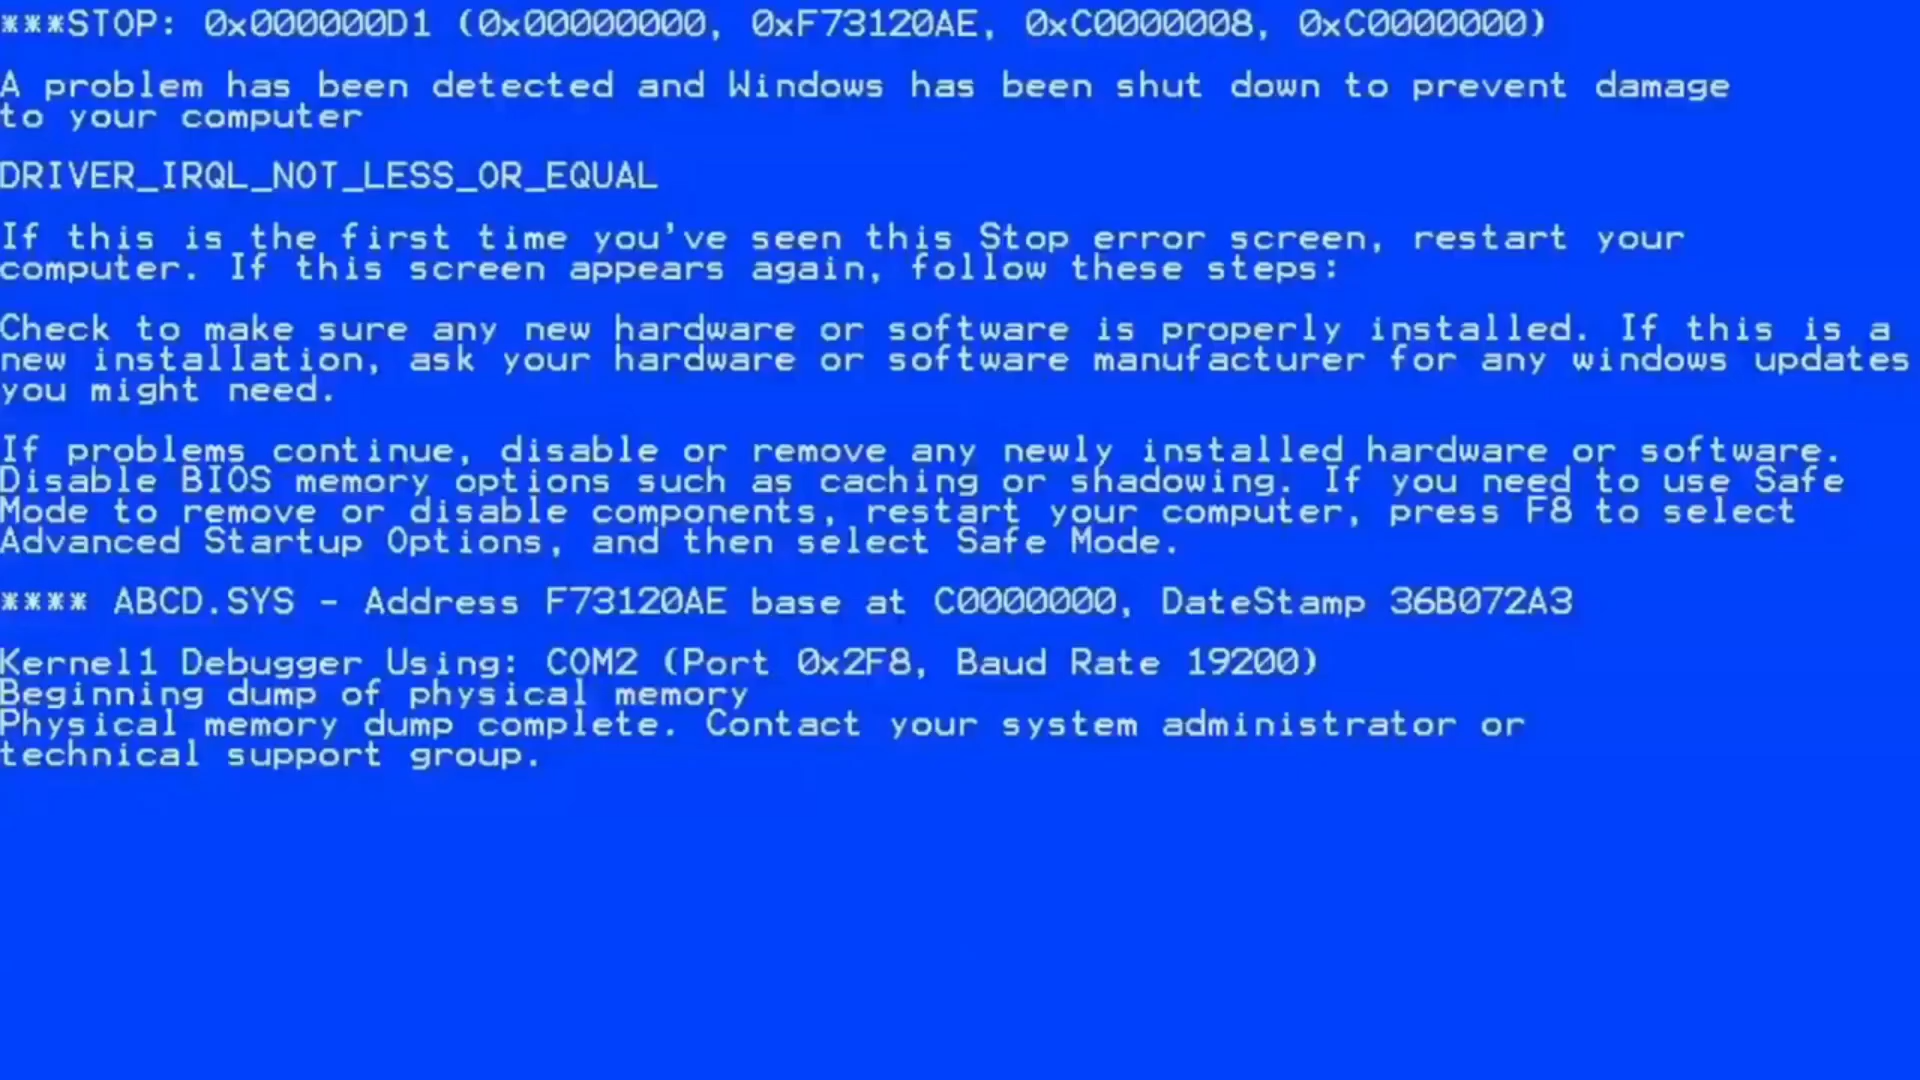 ***STOP: 0x000000D1 (0x00000000, 0xF73120AE, 0xC0000008, 0xC0000000)
A problem has been detected and Windows has been shut down to prevent damage
to your computer
DRIVER_IRQL_NOT_LESS_OR_EQUAL
If this is the first time you've seen this Stop error screen, restart your
computer. If this screen appears again, follow these steps:
Check to make sure any new hardware or software is properly installed. If this is a
new installation, ask your hardware or software manufacturer for any windows updates
you might need.
If problems continue, disable or remove any newly installed hardware or software.
Disable BIOS memory options such as caching or shadowing. If you need to use Safe
Mode to remove or disable components, restart your computer, press F8 to select
Advanced Startup Options, and then select Safe Mode.
**** ABCD.SYS - Address F73120AE base at C0000000, DateStamp 36B072A3
Kernel1 Debugger Using: COM2 (Port 0x2F8, Baud Rate 19200)
Beginning dump of physical memory
Physical memory dump complete. Contact your system administrator or
technical support group.